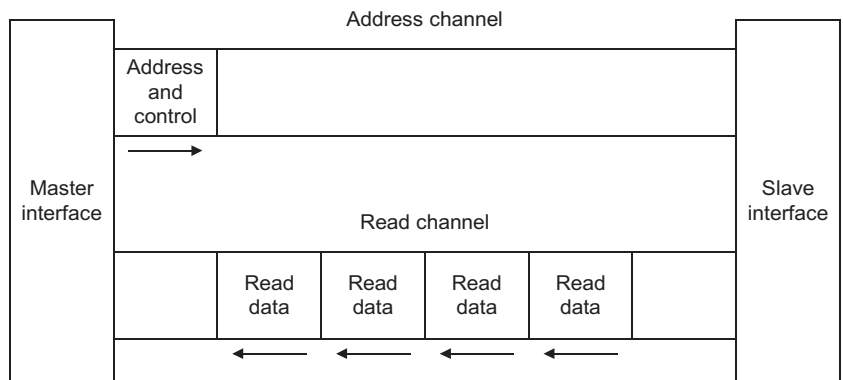 Address channel
Address
and
control
Master
interface
Slave
interface
Read channel
Read
data
Read
data
Read
data
Read
data